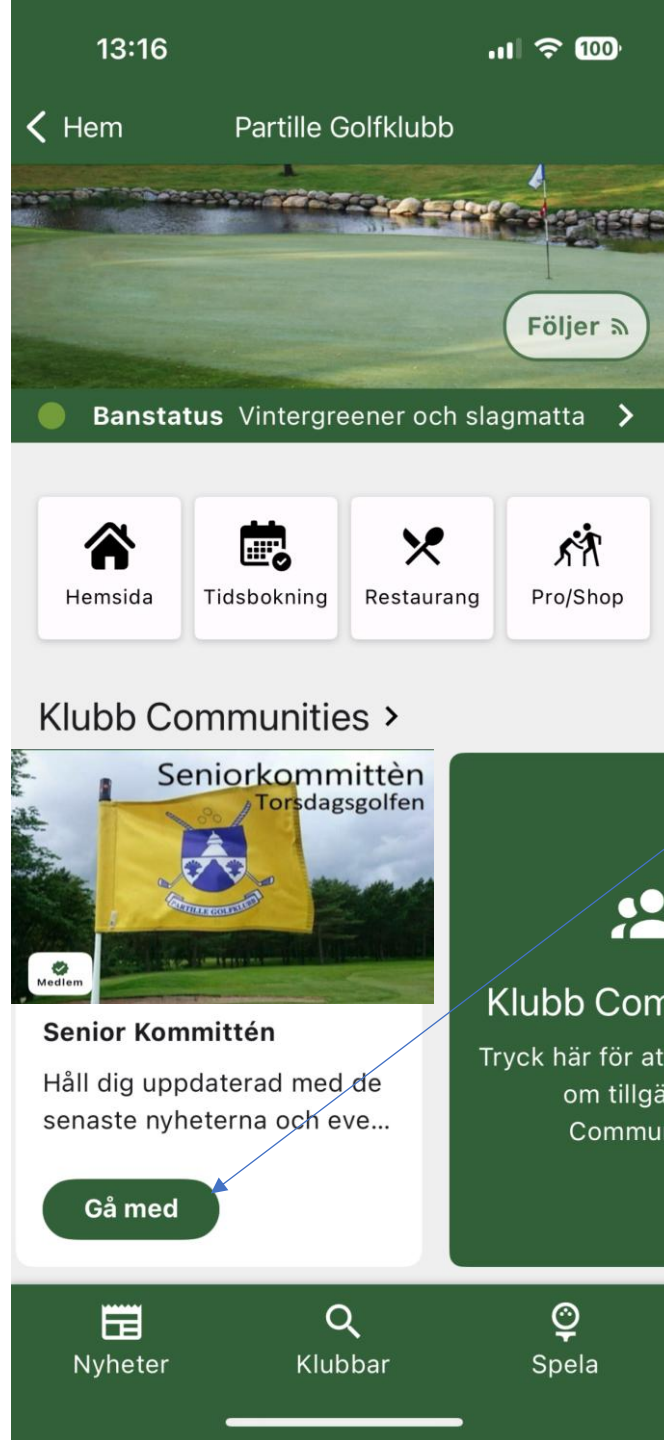 13:16
100
Hem
Partille Golfklubb
Följer
Banstatus Vintergreener och slagmatta
Hemsida
Tidsbokning
Restaurang
Pro/Shop
Klubb Communities
Seniorkommittèn
Torsdagsgolfen
PARTILLE GOLFKLUBB
Medlem
Senior Kommittén
Håll dig uppdaterad med de
senaste nyheterna och eve...
Gå med
Klubb Com
Tryck här för at
om tillgä
Commu
Nyheter
Klubbar
Spela